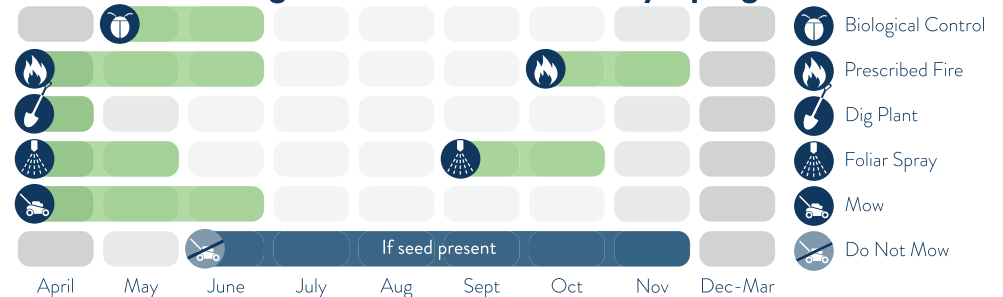 Biological Control
Prescribed Fire
Dig Plant
Foliar Spray
Mow
If seed present
Do Not Mow
April May June July Aug Sept Oct Nov Dec-Mar